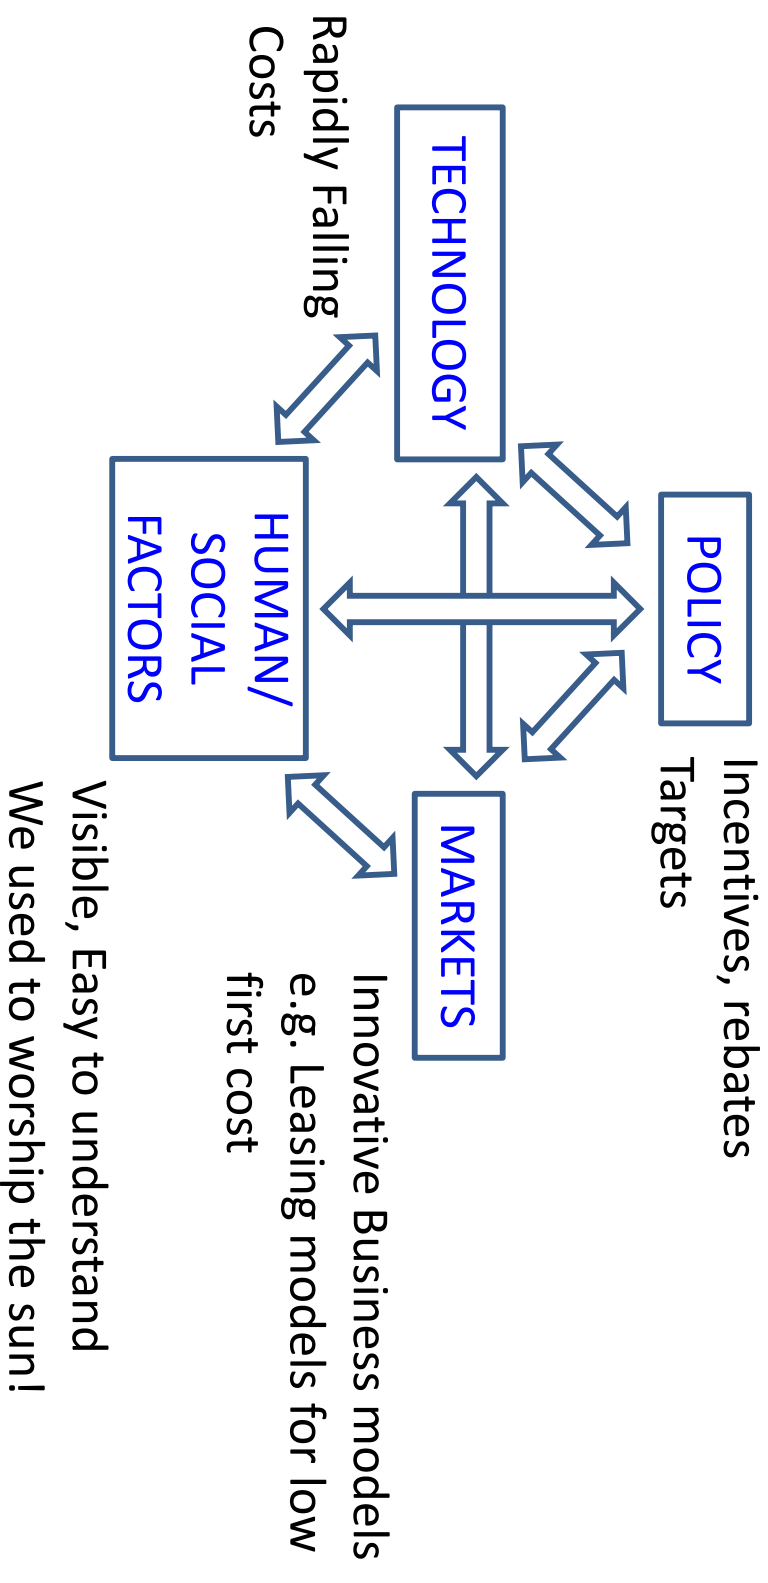 POLICY
Incentives, rebates
Targets
TECHNOLOGY
Rapidly Falling
Costs
MARKETS
Innovative Business models
e.g. Leasing models for low
first cost
HUMAN/
SOCIAL
FACTORS
Visible, Easy to understand
We used to worship the sun!